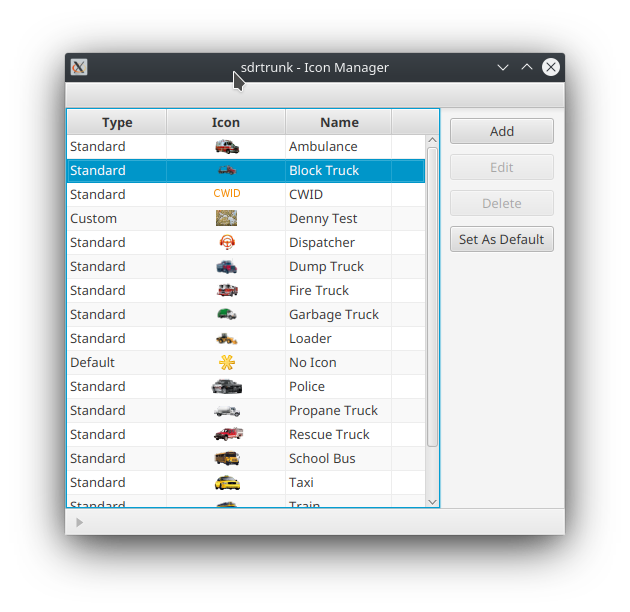 sdrtrunk - Icon Manager
Type Icon Name
Standard Ambulance
Standard Block Truck
Standard CWID CWID
Custom Denny Test
Standard Dispatcher
Standard Dump Truck
Standard Fire Truck
Standard Garbage Truck
Standard Loader
Default No Icon
Standard Police
Standard Propane Truck
Standard Rescue Truck
Standard School Bus
Standard Taxi
Standard Train
Add
Edit
Delete
Set As Default